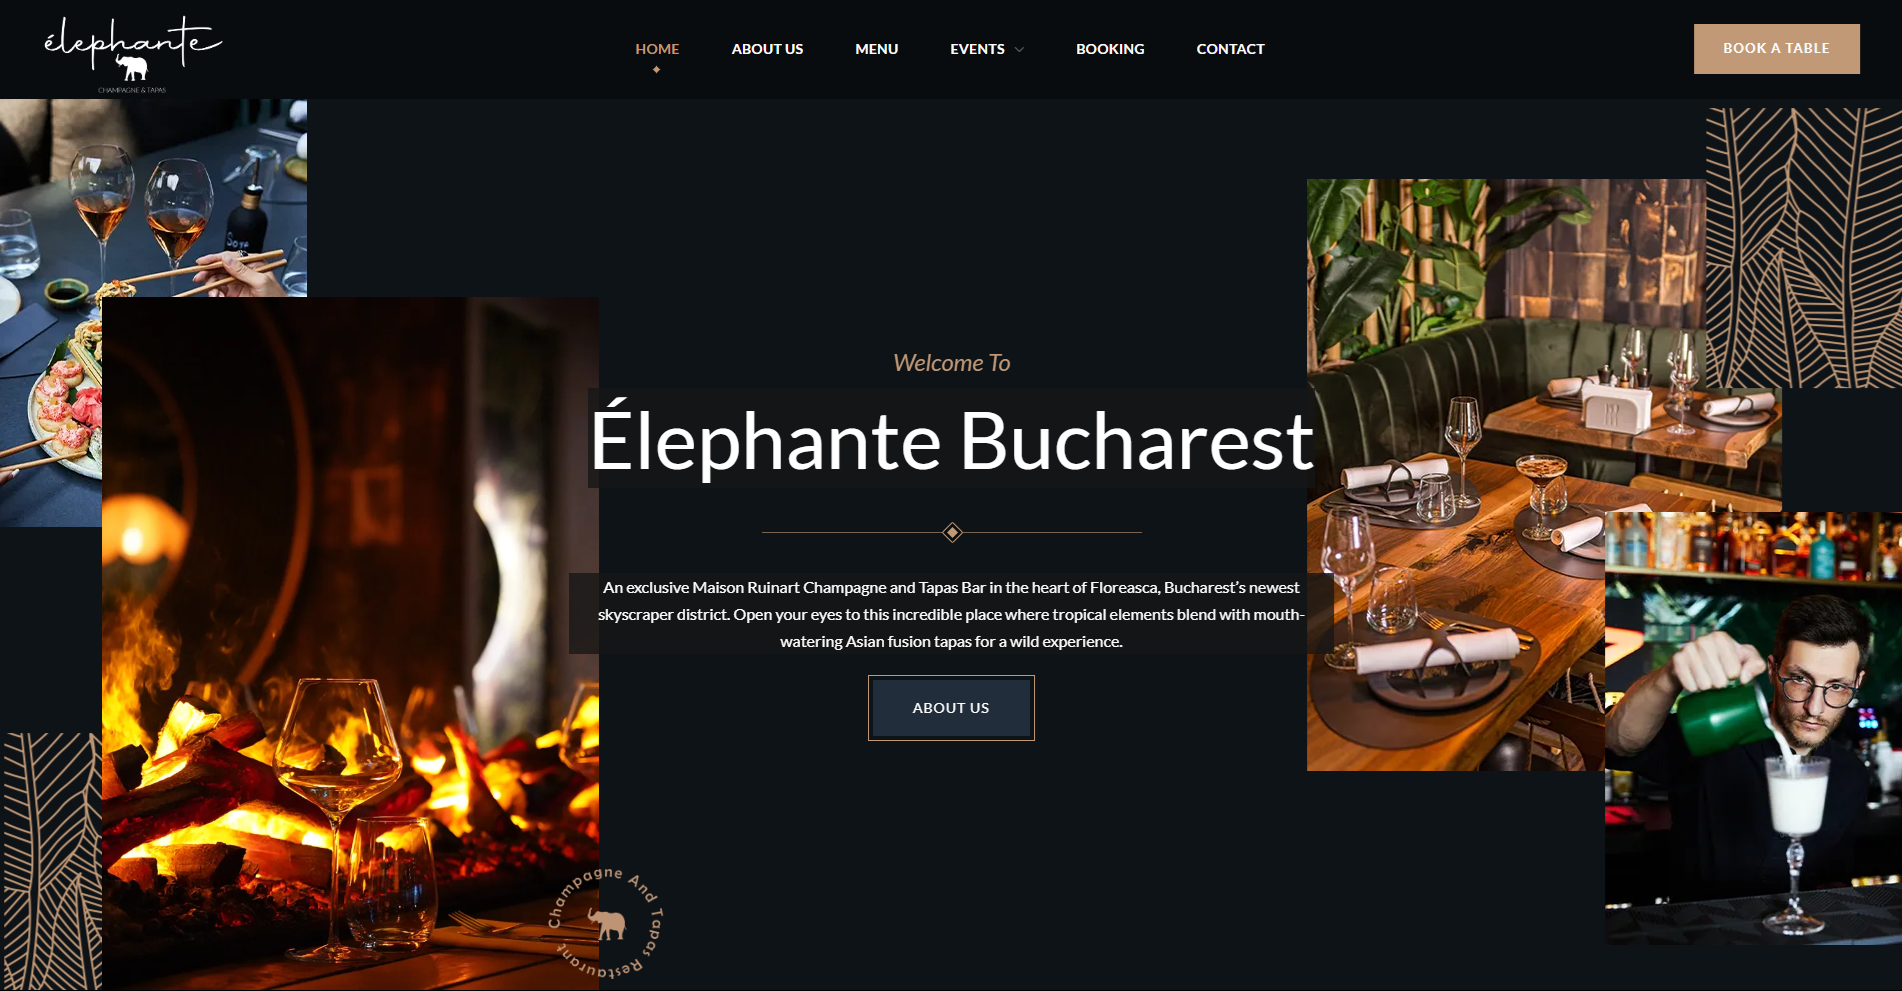 élephante
CHAMPAGNE & TAPAS
HOME
ABOUT US
MENU
EVENTS
BOOKING
CONTACT
BOOK A TABLE
Soya
Welcome To
Élephante Bucharest
An exclusive Maison Ruinart Champagne and Tapas Bar in the heart of Floreasca, Bucharest’s newest
skyscraper district. Open your eyes to this incredible place where tropical elements blend with mouth-
watering Asian fusion tapas for a wild experience.
ABOUT US
Champagne And Tapas Restaurant